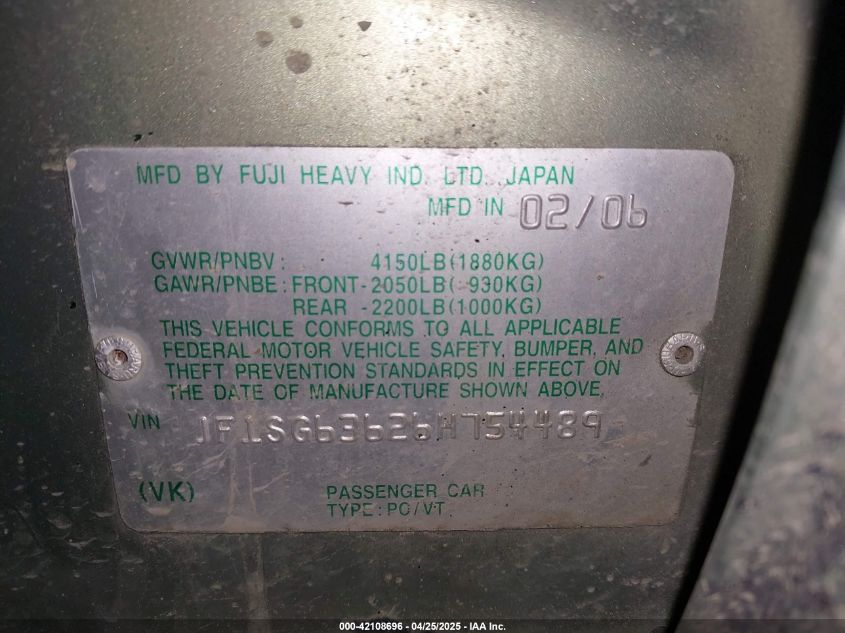 MFD BY FUJI HEAVY IND. LTD. JAPAN
MFD IN 02/06
GVWR/PNBV: 4150LB(1880KG)
GAWR/PNBE: FRONT-2050LB( 930KG)
REAR -2200LB(1000KG)
THIS VEHICLE CONFORMS TO ALL APPLICABLE
FEDERAL MOTOR VEHICLE SAFETY, BUMPER, AND
THEFT PREVENTION STANDARDS IN EFFECT ON
THE DATE OF MANUFACTURE SHOWN ABOVE.
VIN JF1SG63626H754489
(VK) PASSENGER CAR
TYPE:PC/VT
000-42108696 - 04/25/2025 - IAA Inc.